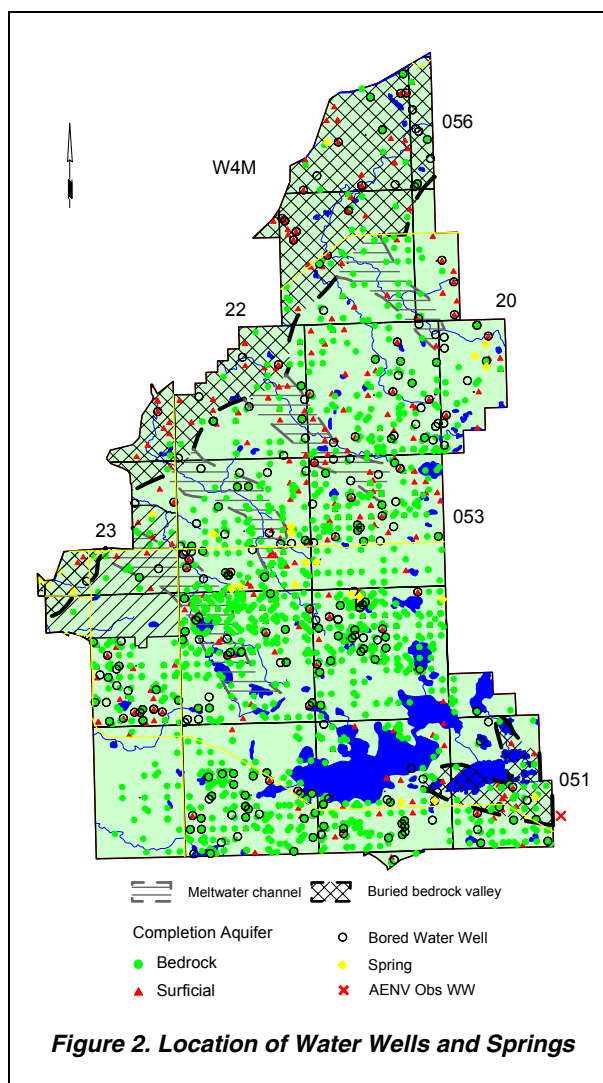 056
W4M
22
20
053
23
051
Meltwater channel
Buried bedrock valley
Completion Aquifer
Bored Water Well
Bedrock
Spring
Surficial
AENV Obs WW
Figure 2. Location of Water Wells and Springs